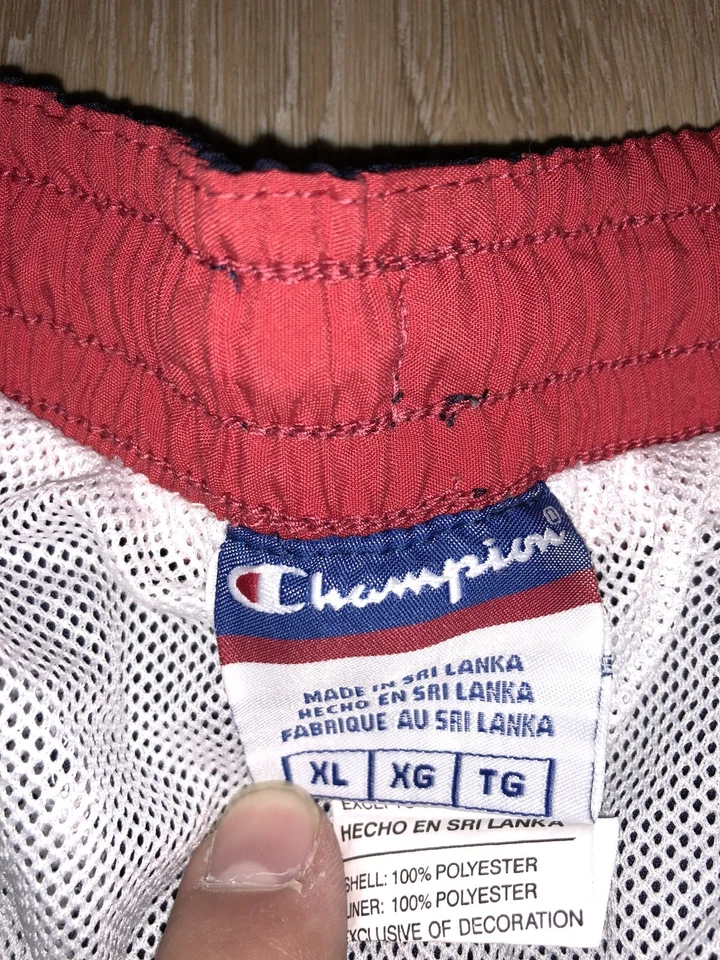 Champion®
MADE IN SRI LANKA
HECHO EN SRI LANKA
FABRIQUE AU SRI LANKA
XL XG TG
HECHO EN SRI LANKA
SHELL: 100% POLYESTER
LINER: 100% POLYESTER
EXCLUSIVE OF DECORATION